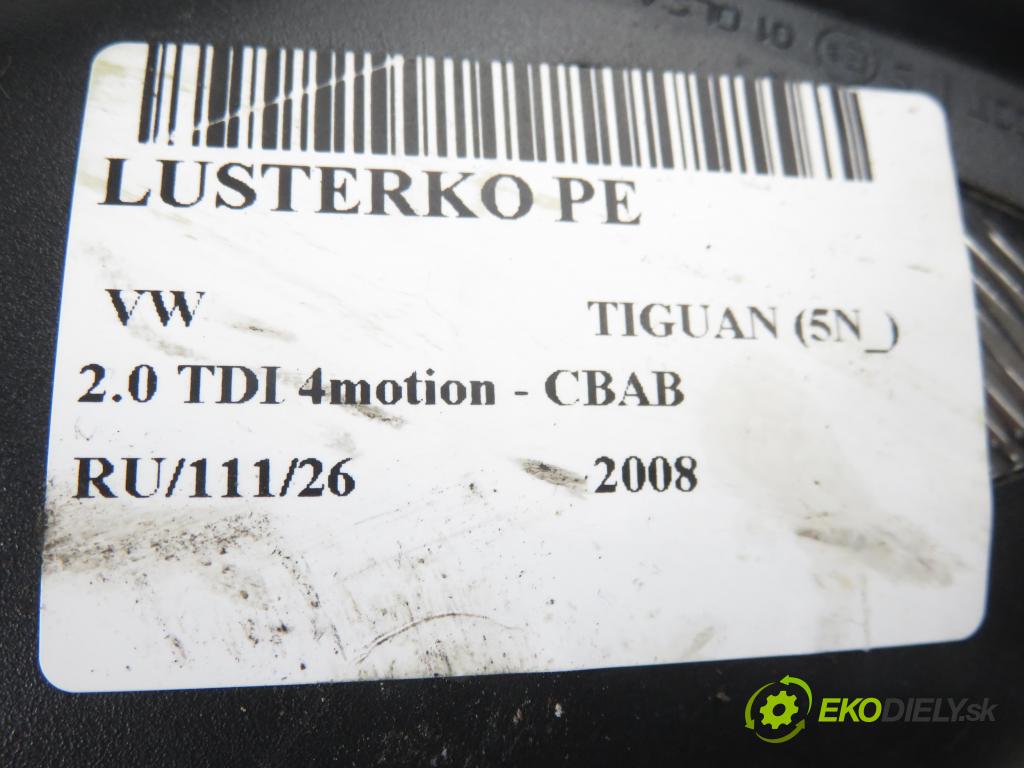 LUSTERKO PE
VW TIGUAN (5N_)
2.0 TDI 4motion - CBAB
RU/111/26 2008
EKODIELY.sk